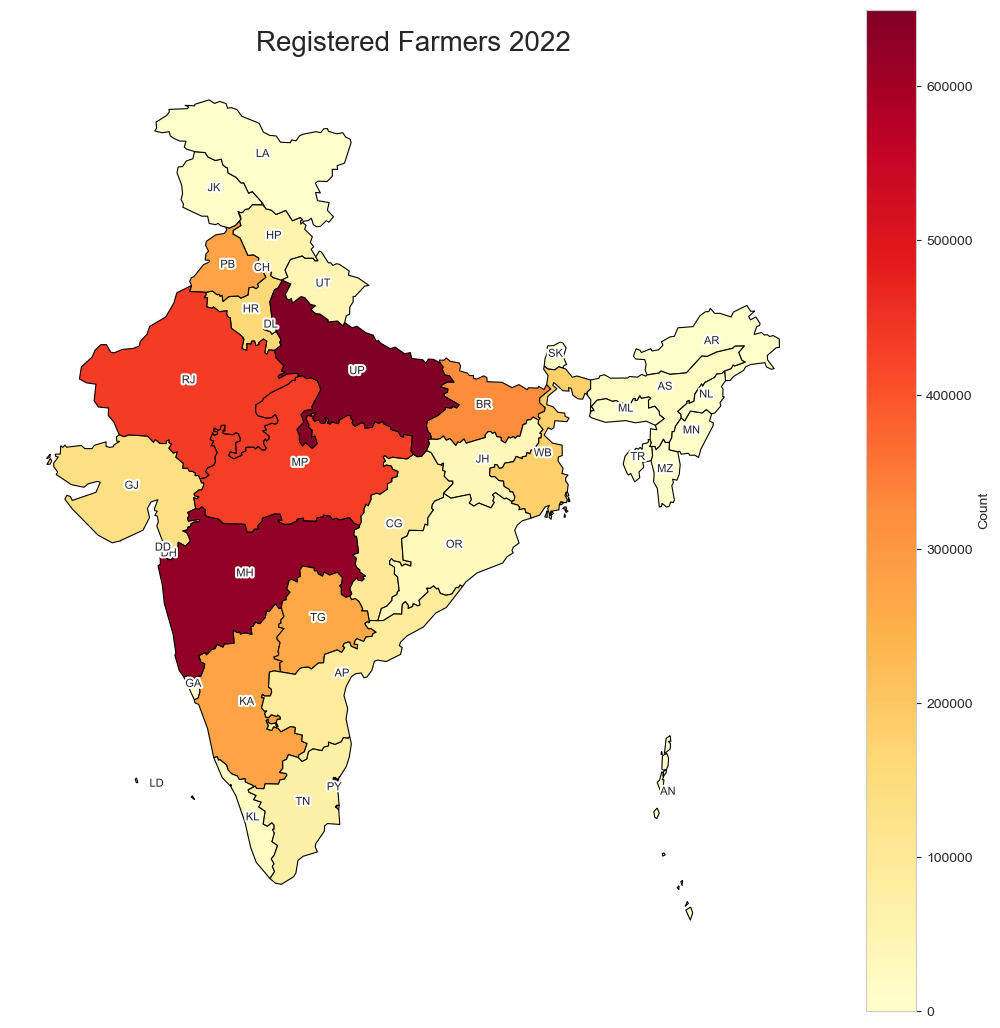 Registered Farmers 2022
LA
JK
HP
PB
CH
UT
HR
DL
AR
SK
UP
RJ
AS
NL
BR
ML
MN
WB
TR
JH
MP
MZ
GJ
CG
OR
DD
DH
MH
TG
AP
GA
KA
LD
PY
AN
TN
KL
600000
500000
400000
300000
200000
100000
0
Count